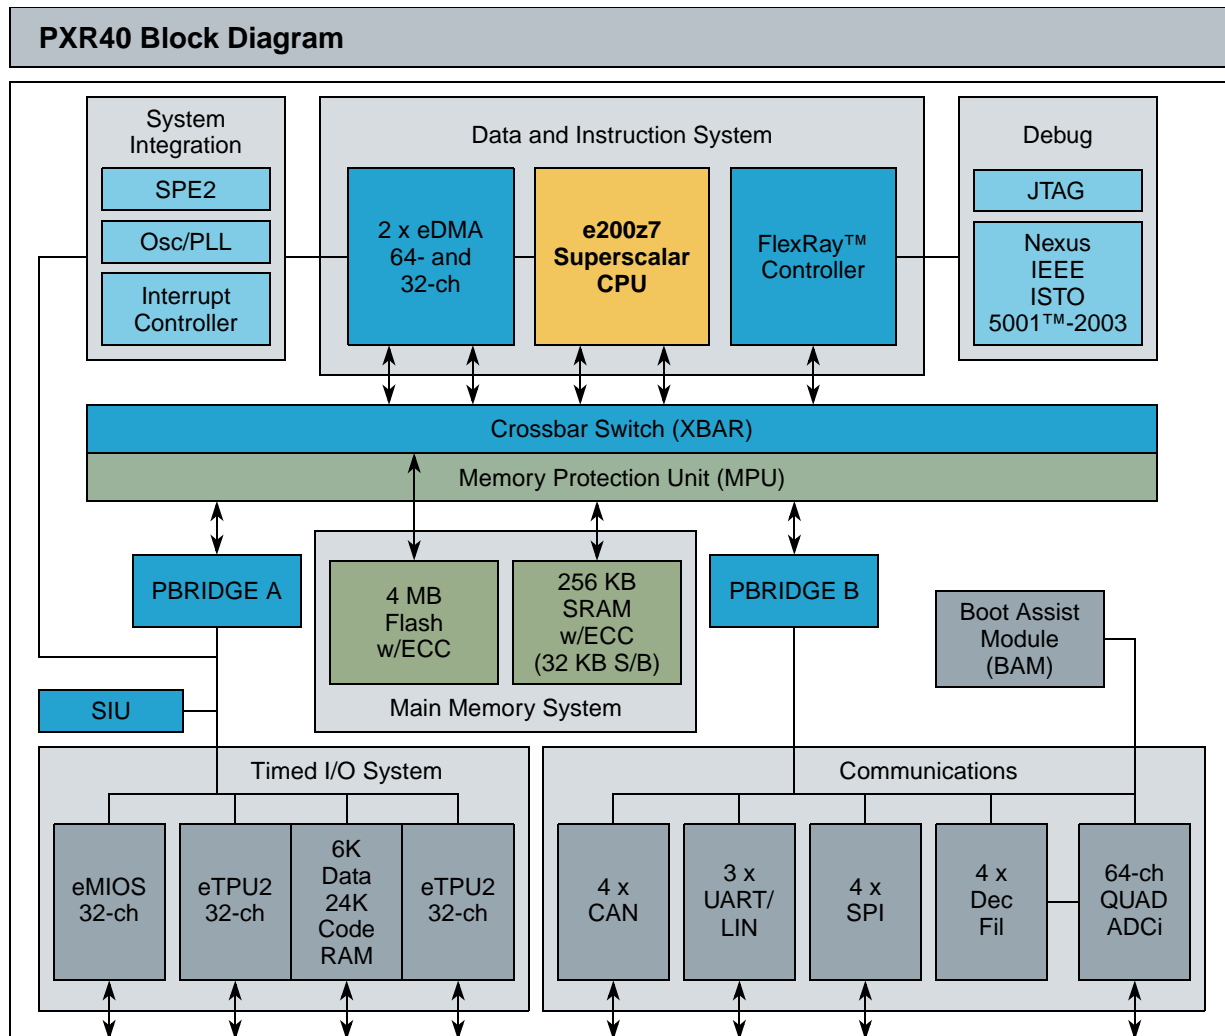 PXR40 Block Diagram
System
Integration
SPE2
Osc/PLL
Interrupt
Controller
Data and Instruction System
2 x eDMA
64- and
32-ch
e200z7
Superscalar
CPU
FlexRay™
Controller
Debug
JTAG
Nexus
IEEE
ISTO
5001™-2003
Crossbar Switch (XBAR)
Memory Protection Unit (MPU)
PBRIDGE A
4 MB
Flash
w/ECC
256 KB
SRAM
w/ECC
(32 KB S/B)
Main Memory System
PBRIDGE B
Boot Assist
Module
(BAM)
SIU
Timed I/O System
eMIOS
32-ch
eTPU2
32-ch
6K
Data
24K
Code
RAM
eTPU2
32-ch
Communications
4 x
CAN
3 x
UART/
LIN
4 x
SPI
4 x
Dec
Fil
64-ch
QUAD
ADCi